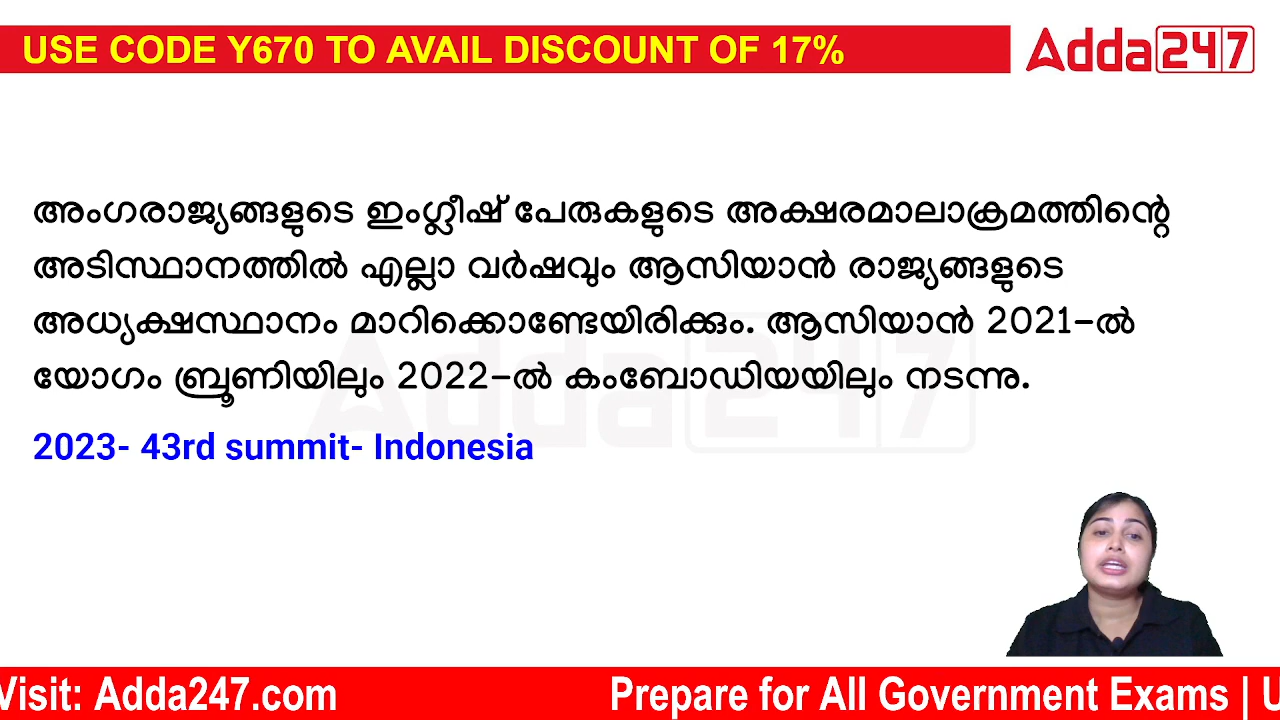 USE CODE Y670 TO AVAIL DISCOUNT OF 17%
Adda247
അംഗരാജ്യങ്ങളുടെ ഇംഗ്ലീഷ് പേരുകളുടെ അക്ഷരമാലാക്രമത്തിന്റെ
അടിസ്ഥാനത്തിൽ എല്ലാ വർഷവും ആസിയാൻ രാജ്യങ്ങളുടെ
അധ്യക്ഷസ്ഥാനം മാറിക്കൊണ്ടേയിരിക്കും. ആസിയാൻ 2021-ൽ
യോഗം ബ്രൂണിയിലും 2022-ൽ കംബോഡിയയിലും നടന്നു.
Adda247
2023- 43rd summit- Indonesia
Visit: Adda247.com
Prepare for All Government Exams | U